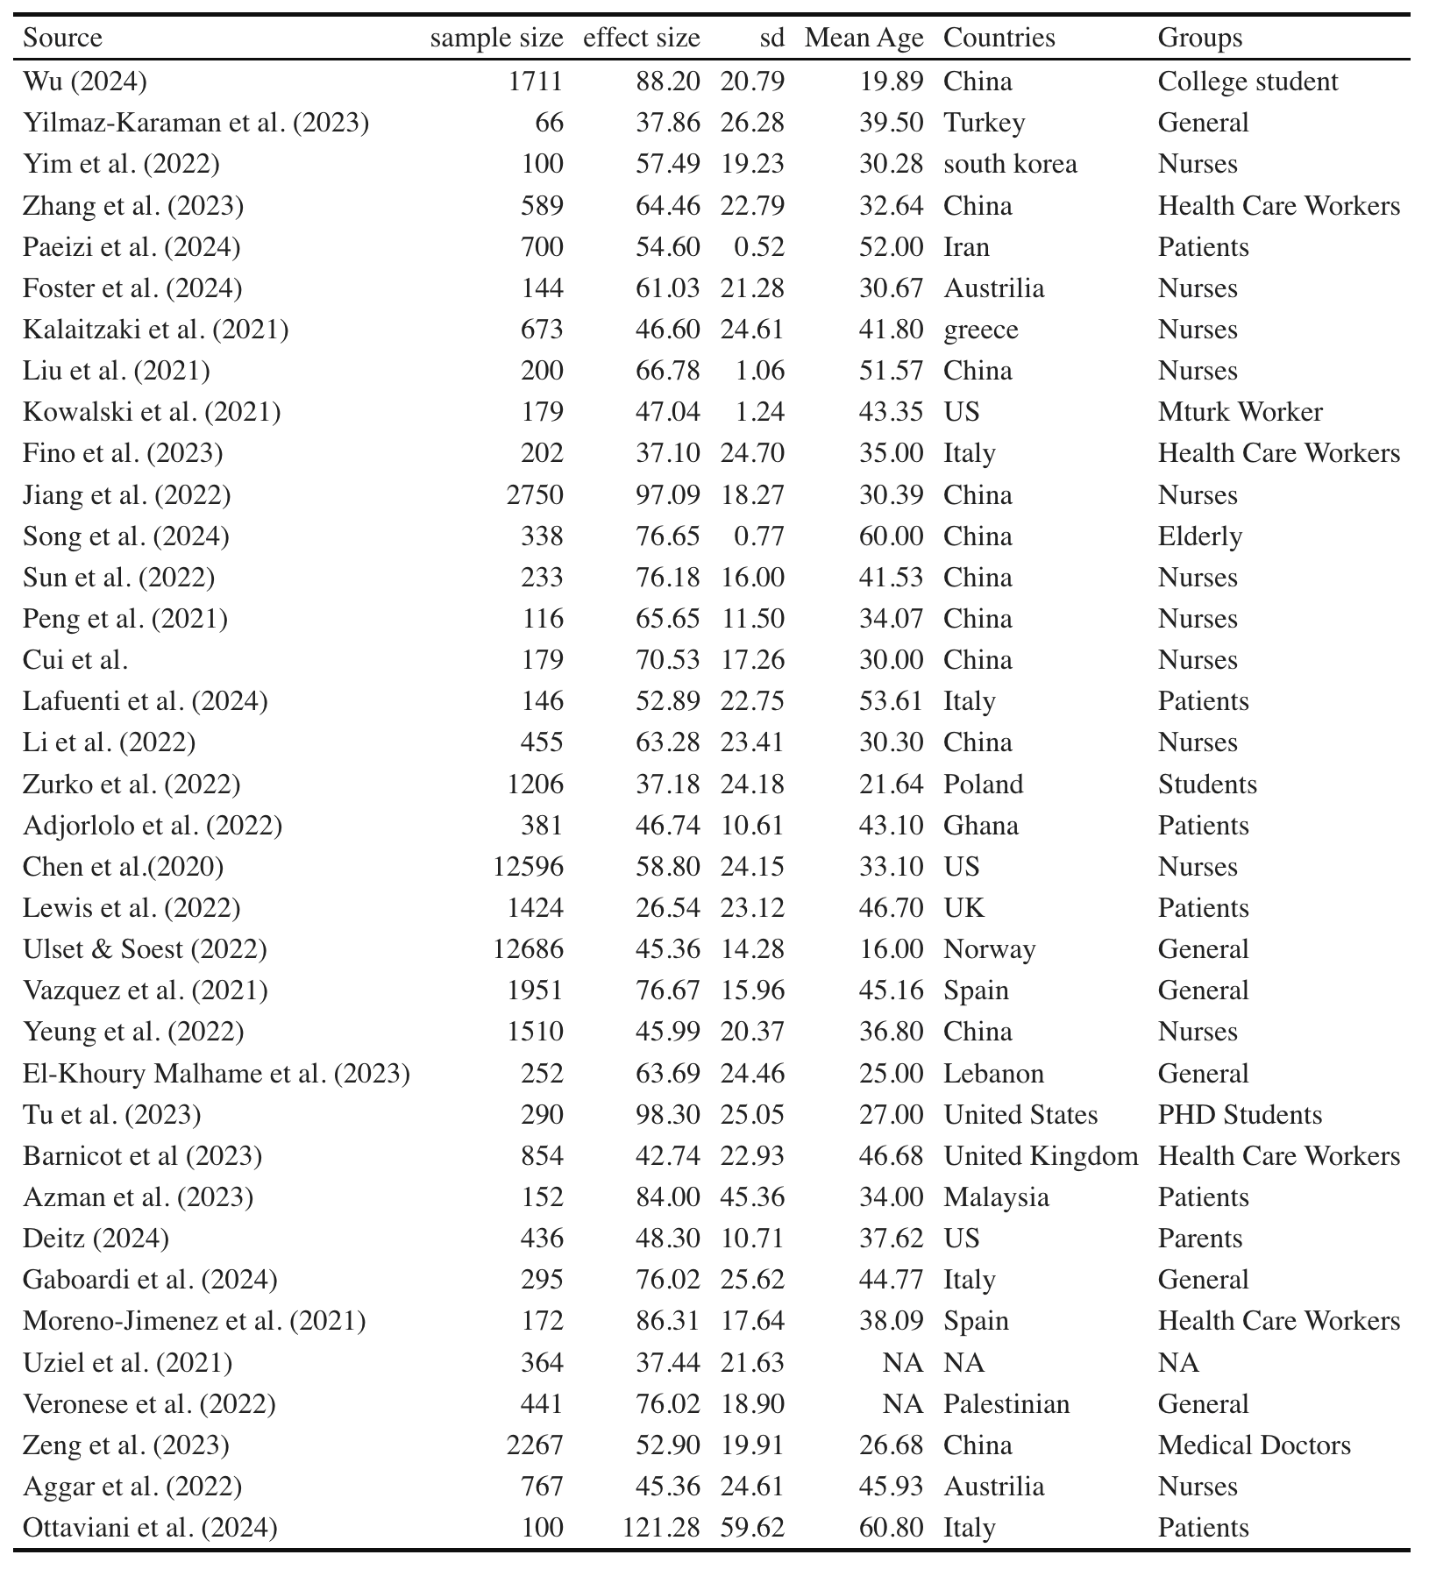 Source sample size effect size sd Mean Age Countries Groups
Wu (2024) 1711 88.20 20.79 19.89 China College student
Yilmaz-Karaman et al. (2023) 66 37.86 26.28 39.50 Turkey General
Yim et al. (2022) 100 57.49 19.23 30.28 south korea Nurses
Zhang et al. (2023) 589 64.46 22.79 32.64 China Health Care Workers
Paeizi et al. (2024) 700 54.60 0.52 52.00 Iran Patients
Foster et al. (2024) 144 61.03 21.28 30.67 Austrilia Nurses
Kalaitzaki et al. (2021) 673 46.60 24.61 41.80 greece Nurses
Liu et al. (2021) 200 66.78 1.06 51.57 China Nurses
Kowalski et al. (2021) 179 47.04 1.24 43.35 US Mturk Worker
Fino et al. (2023) 202 37.10 24.70 35.00 Italy Health Care Workers
Jiang et al. (2022) 2750 97.09 18.27 30.39 China Nurses
Song et al. (2024) 338 76.65 0.77 60.00 China Elderly
Sun et al. (2022) 233 76.18 16.00 41.53 China Nurses
Peng et al. (2021) 116 65.65 11.50 34.07 China Nurses
Cui et al. 179 70.53 17.26 30.00 China Nurses
Lafuenti et al. (2024) 146 52.89 22.75 53.61 Italy Patients
Li et al. (2022) 455 63.28 23.41 30.30 China Nurses
Zurko et al. (2022) 1206 37.18 24.18 21.64 Poland Students
Adjorlolo et al. (2022) 381 46.74 10.61 43.10 Ghana Patients
Chen et al.(2020) 12596 58.80 24.15 33.10 US Nurses
Lewis et al. (2022) 1424 26.54 23.12 46.70 UK Patients
Ulset & Soest (2022) 12686 45.36 14.28 16.00 Norway General
Vazquez et al. (2021) 1951 76.67 15.96 45.16 Spain General
Yeung et al. (2022) 1510 45.99 20.37 36.80 China Nurses
El-Khoury Malhame et al. (2023) 252 63.69 24.46 25.00 Lebanon General
Tu et al. (2023) 290 98.30 25.05 27.00 United States PHD Students
Barnicot et al (2023) 854 42.74 22.93 46.68 United Kingdom Health Care Workers
Azman et al. (2023) 152 84.00 45.36 34.00 Malaysia Patients
Deitz (2024) 436 48.30 10.71 37.62 US Parents
Gaboardi et al. (2024) 295 76.02 25.62 44.77 Italy General
Moreno-Jimenez et al. (2021) 172 86.31 17.64 38.09 Spain Health Care Workers
Uziel et al. (2021) 364 37.44 21.63 NA NA NA
Veronese et al. (2022) 441 76.02 18.90 NA Palestinian General
Zeng et al. (2023) 2267 52.90 19.91 26.68 China Medical Doctors
Aggar et al. (2022) 767 45.36 24.61 45.93 Austrilia Nurses
Ottaviani et al. (2024) 100 121.28 59.62 60.80 Italy Patients